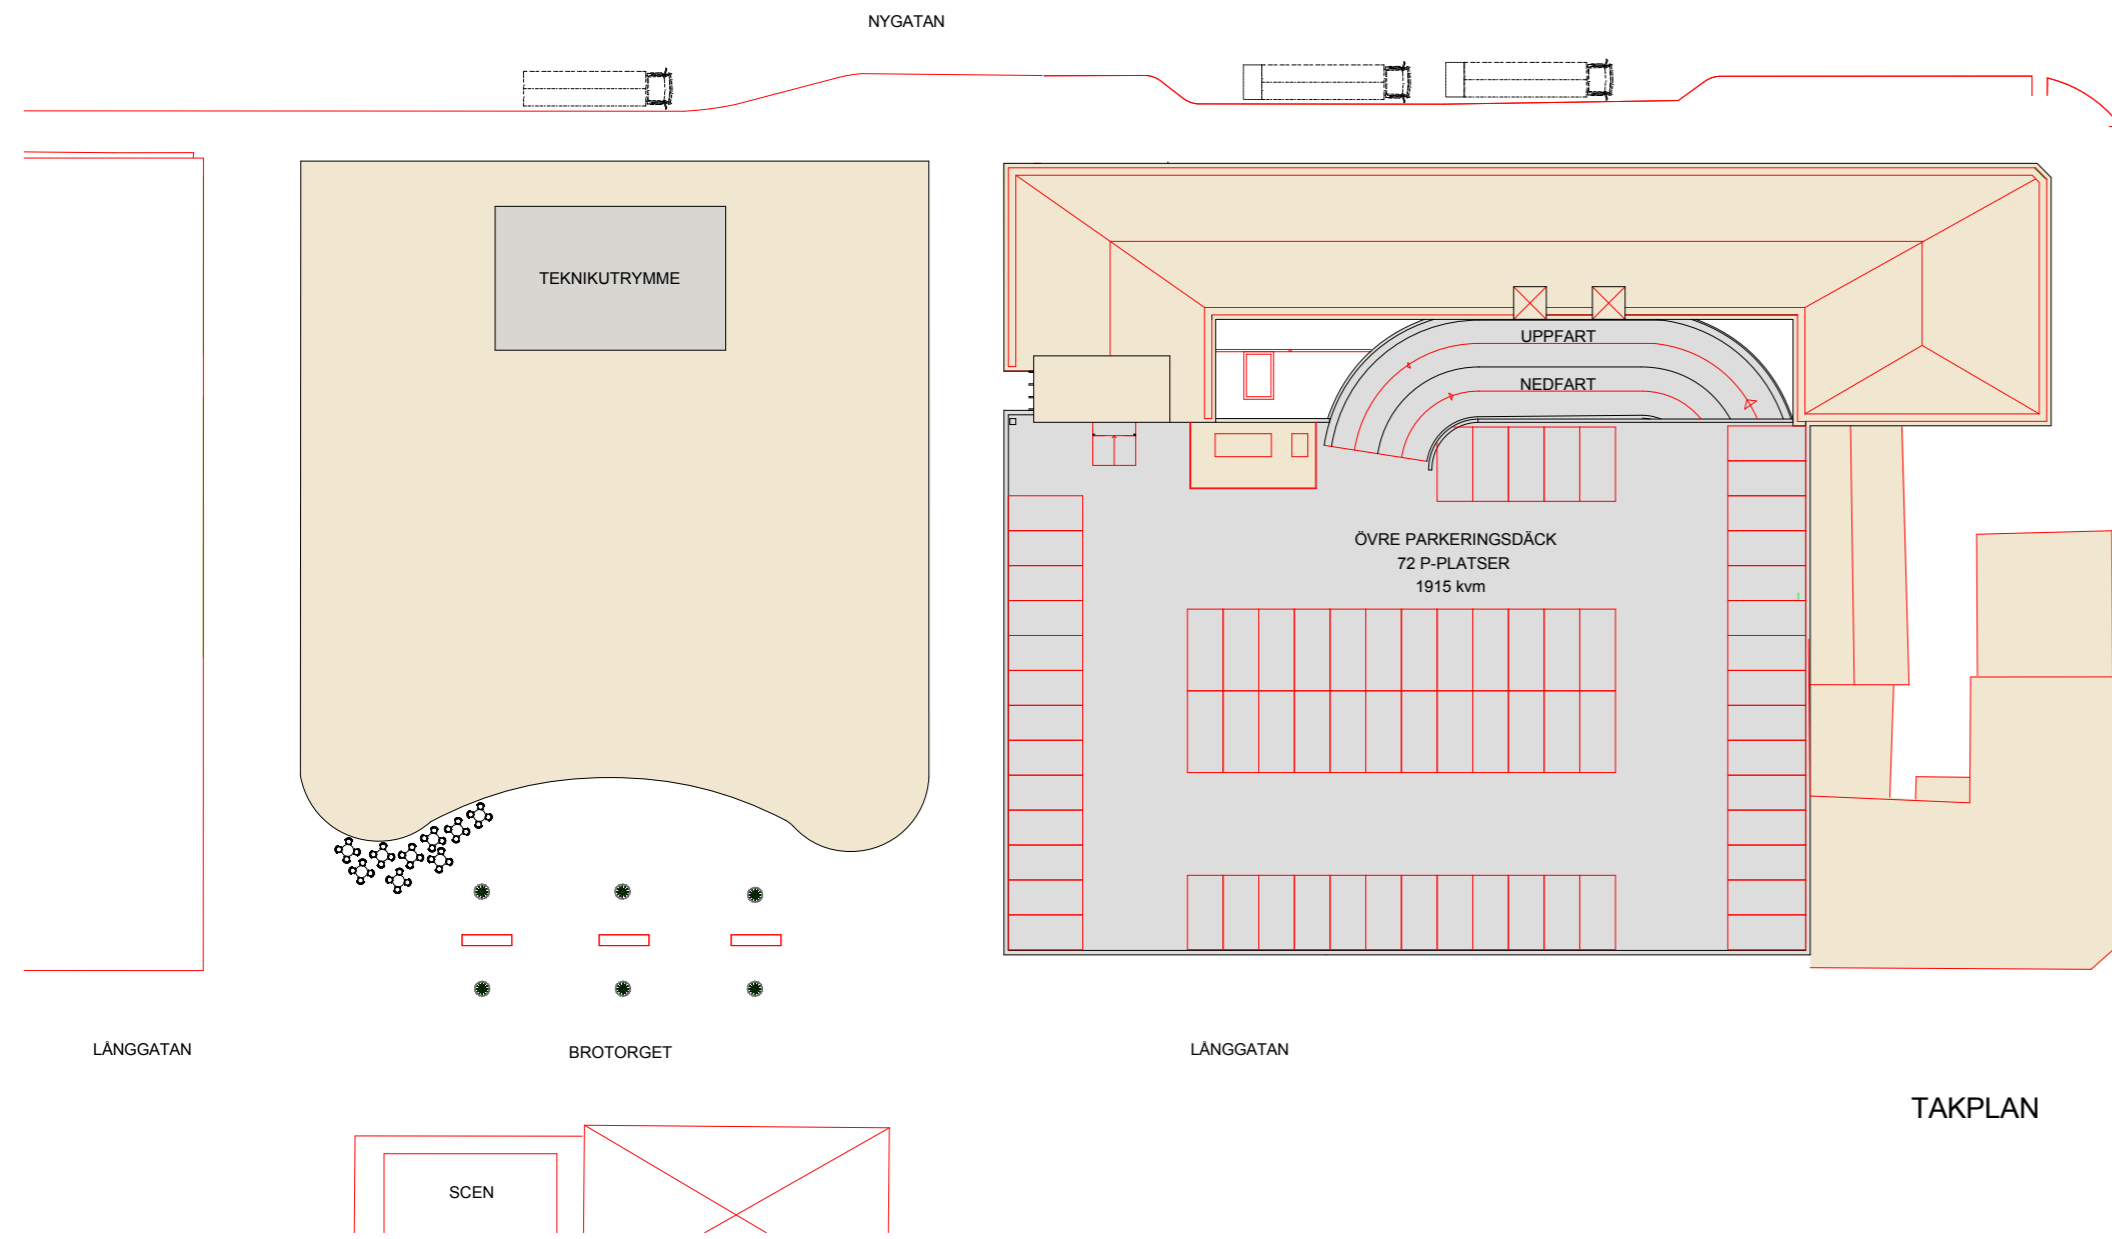 NYGATAN
TEKNIKUTRYMME
UPPFART
NEDFART
ÖVRE PARKERINGSDÄCK
72 P-PLATSER
1915 kvm
LÅNGGATAN
BROTORGET
LÅNGGATAN
TAKPLAN
SCEN